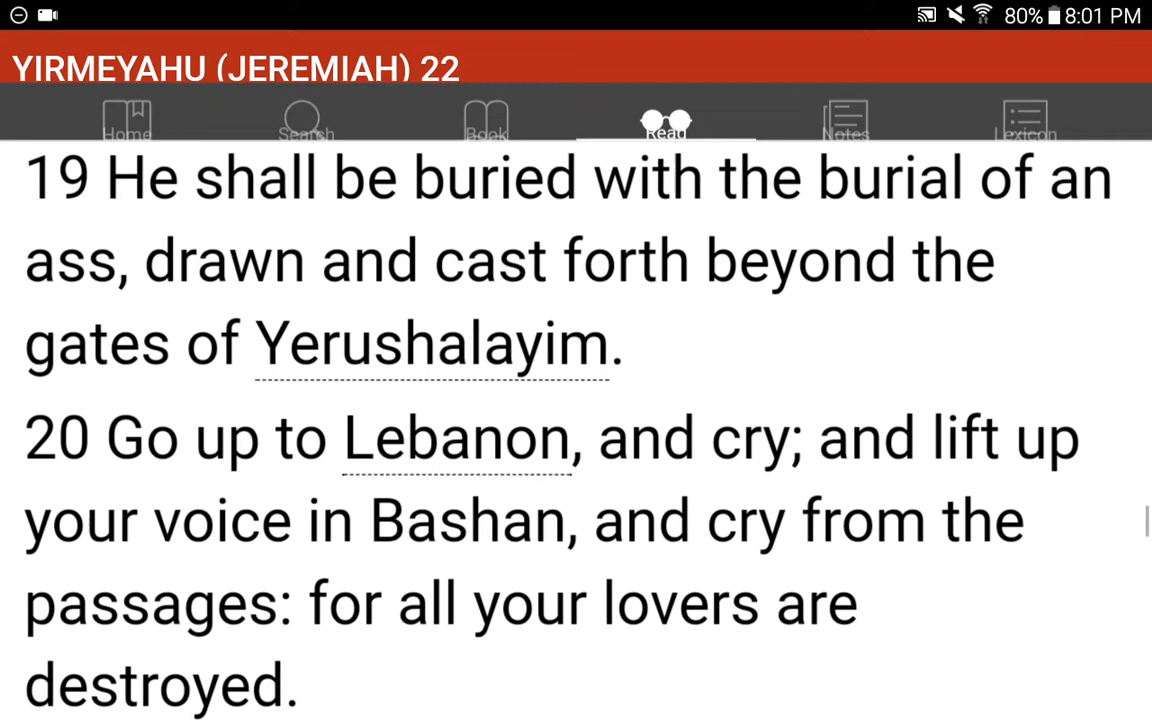 80% 8:01 PM
YIRMEYAHU (JEREMIAH) 22
Home Search Book Read Notes Lexicon
19 He shall be buried with the burial of an
ass, drawn and cast forth beyond the
gates of Yerushalayim.
20 Go up to Lebanon, and cry; and lift up
your voice in Bashan, and cry from the
passages: for all your lovers are
destroyed.